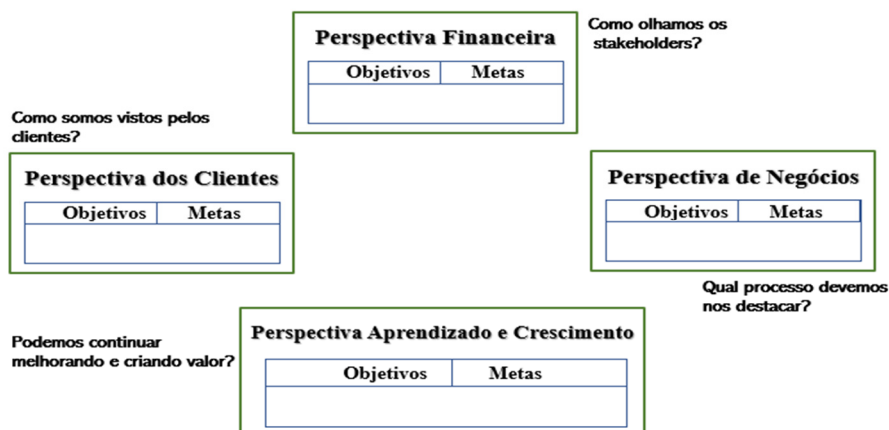 Perspectiva Financeira
Objetivos Metas
Como olhamos os
stakeholders?
Como somos vistos pelos
clientes?
Perspectiva dos Clientes
Objetivos Metas
Perspectiva de Negócios
Objetivos Metas
Qual processo devemos
nos destacar?
Podemos continuar
melhorando e criando valor?
Perspectiva Aprendizado e Crescimento
Objetivos Metas